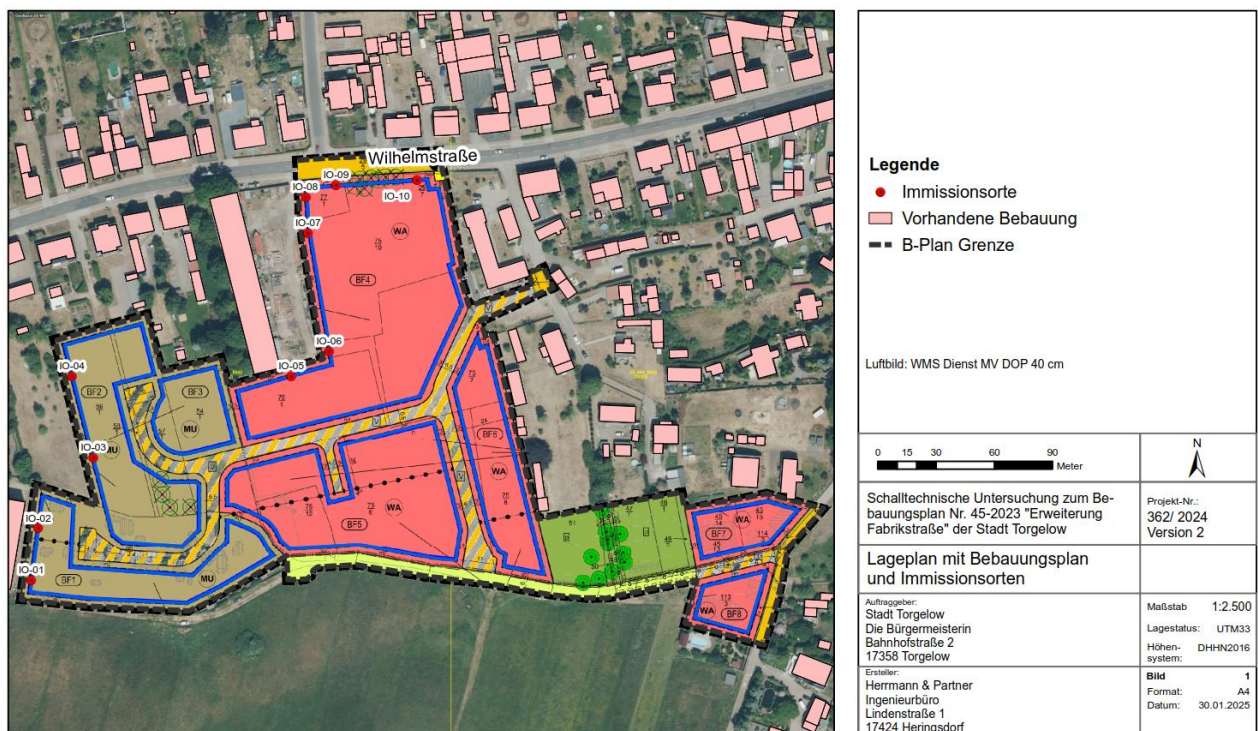 Wilhelmstraße
IO-09
IO-08
IO-10
77
1
IO-07
WA
76
10
BF4
IO-06
IO-04
IO-05
BF2
BF3
MU
76
1
IO-03
MU
BF6
WA
BF5
WA
IO-02
IO-01
BF1
MU
BF7
WA
WA
BF8
Legende
Immissionsorte
Vorhandene Bebauung
B-Plan Grenze
Luftbild: WMS Dienst MV DOP 40 cm
0 15 30 60 90
Meter
N
Schalltechnische Untersuchung zum Be-
bauungsplan Nr. 45-2023 "Erweiterung
Fabrikstraße" der Stadt Torgelow
Projekt-Nr.:
362/ 2024
Version 2
Lageplan mit Bebauungsplan
und Immissionsorten
Auftraggeber:
Stadt Torgelow
Die Bürgermeisterin
Bahnhofstraße 2
17358 Torgelow
Maßstab 1:2.500
Lagestatus: UTM33
Höhen- DHHN2016
system:
Ersteller:
Herrmann & Partner
Ingenieurbüro
Lindenstraße 1
17424 Heringsdorf
Bild 1
Format: A4
Datum: 30.01.2025